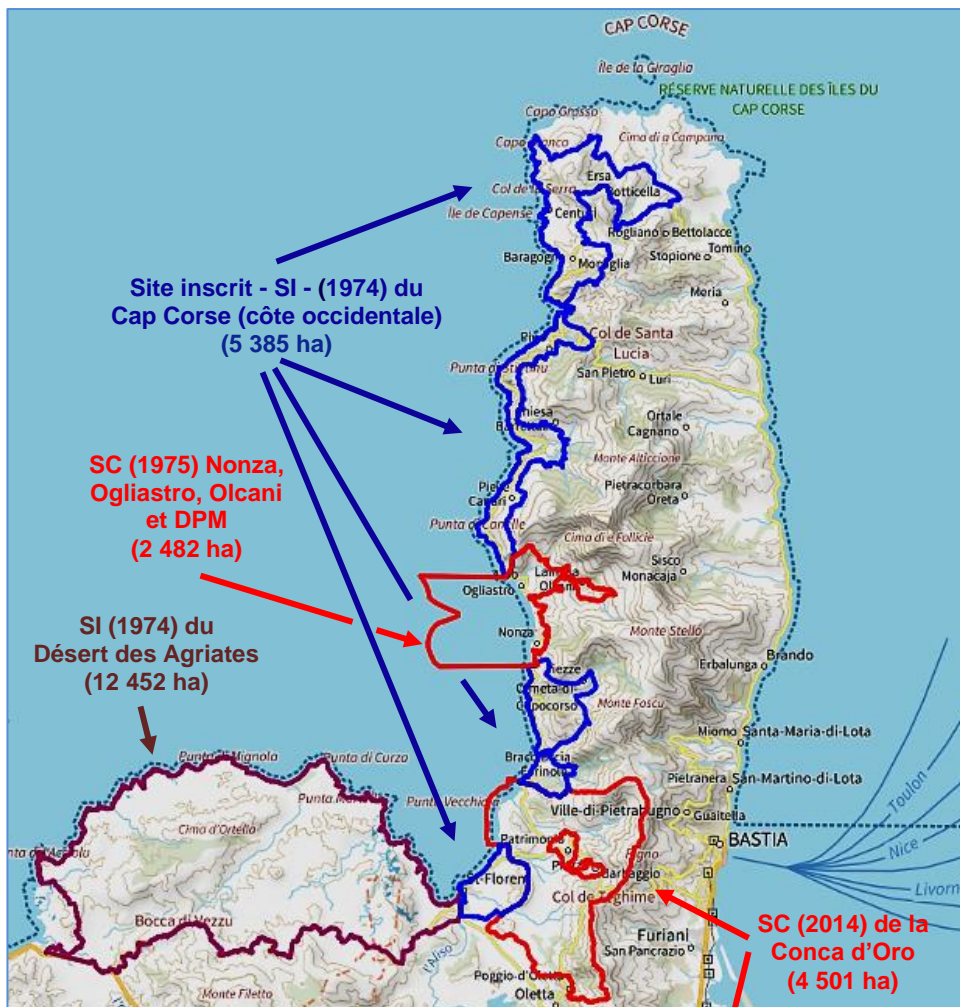 CAP CORSE
Île de la Giraglia
RÉSERVE NATURELLE DES ÎLES DU
CAP CORSE
Capo Grosso
Cima di a Campana
Ersa
Botticella
Col de la Serra
Île de Capense
Centuri
Rogliano
Bettolacce
Tomino
Stopione
Baragogn
Meria
Site inscrit - SI - (1974) du
Cap Corse (côte occidentale)
(5 385 ha)
Col de Santa
Lucia
San Pietro
Luri
Ortale
Cagnano
Monte Alticcione
Pietracorbara
Oreta
SC (1975) Nonza,
Ogliastro, Olcani
et DPM
(2 482 ha)
Cima di e Follicie
Sisco
Monacaja
Ogliastro
Nonza
Monte Stello
Brando
Erbalunga
SI (1974) du
Désert des Agriates
(12 452 ha)
Monte Foscu
Miomo
Santa-Maria-di-Lota
Punta di Mignola
Punta di Curza
Pietranera
San-Martino-di-Lota
Toulon
Punta Vecchia
Ville-di-Pietrabugno
Guaitella
Cima d'Ortella
BASTIA
Nice
Patrimonio
Livorn
St-Floren
Col de Teghime
Bocca di Vezzu
l'Aliso
SC (2014) de la
Conca d'Oro
(4 501 ha)
Furiani
San Pancrazio
Poggio-d'Oletta
Oletta
Monte Filetto